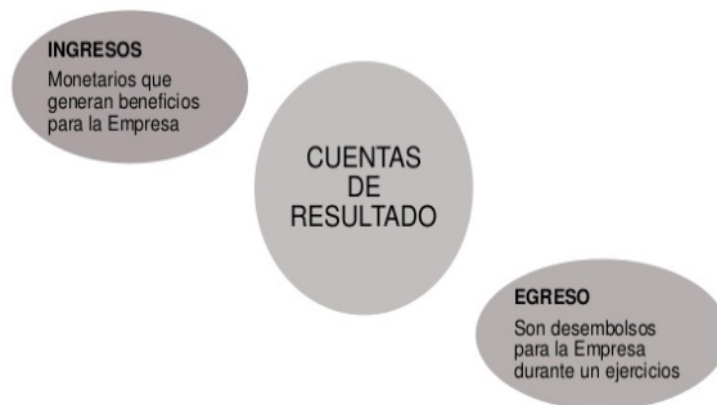 INGRESOS
Monetarios que
generan beneficios
para la Empresa
CUENTAS
DE
RESULTADO
EGRESO
Son desembolsos
para la Empresa
durante un ejercicios